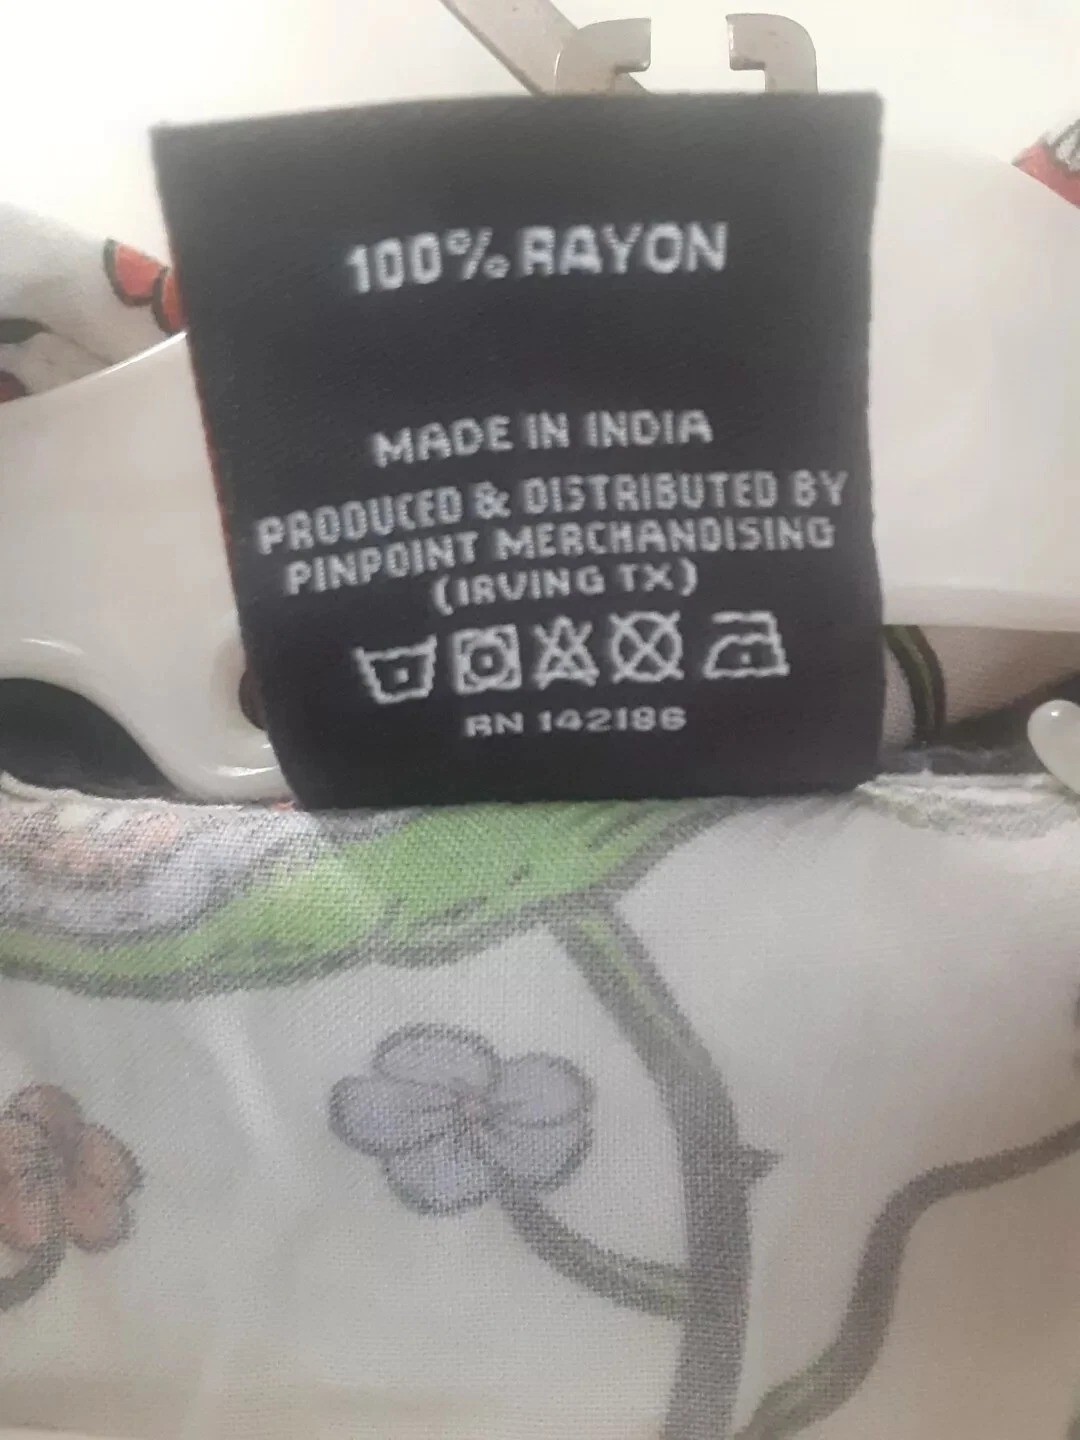 100% RAYON
MADE IN INDIA
PRODUCED & DISTRIBUTED BY
PINPOINT MERCHANDISING
(IRVING TX)
RN 142186